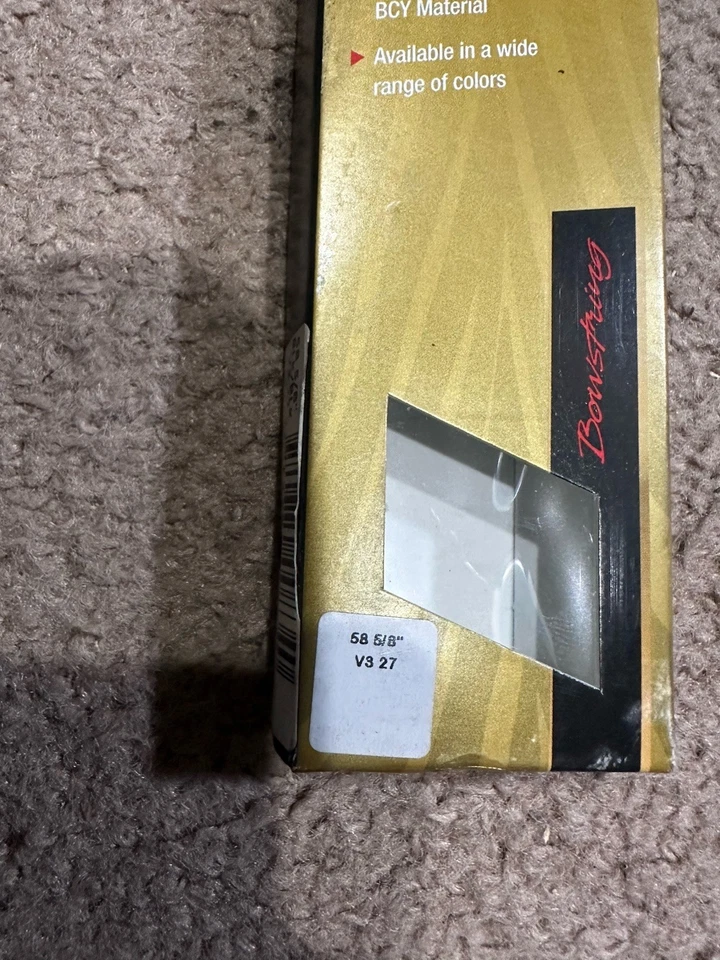 BCY Material
Available in a wide
range of colors
Bowstring
58 5/8"
V3 27